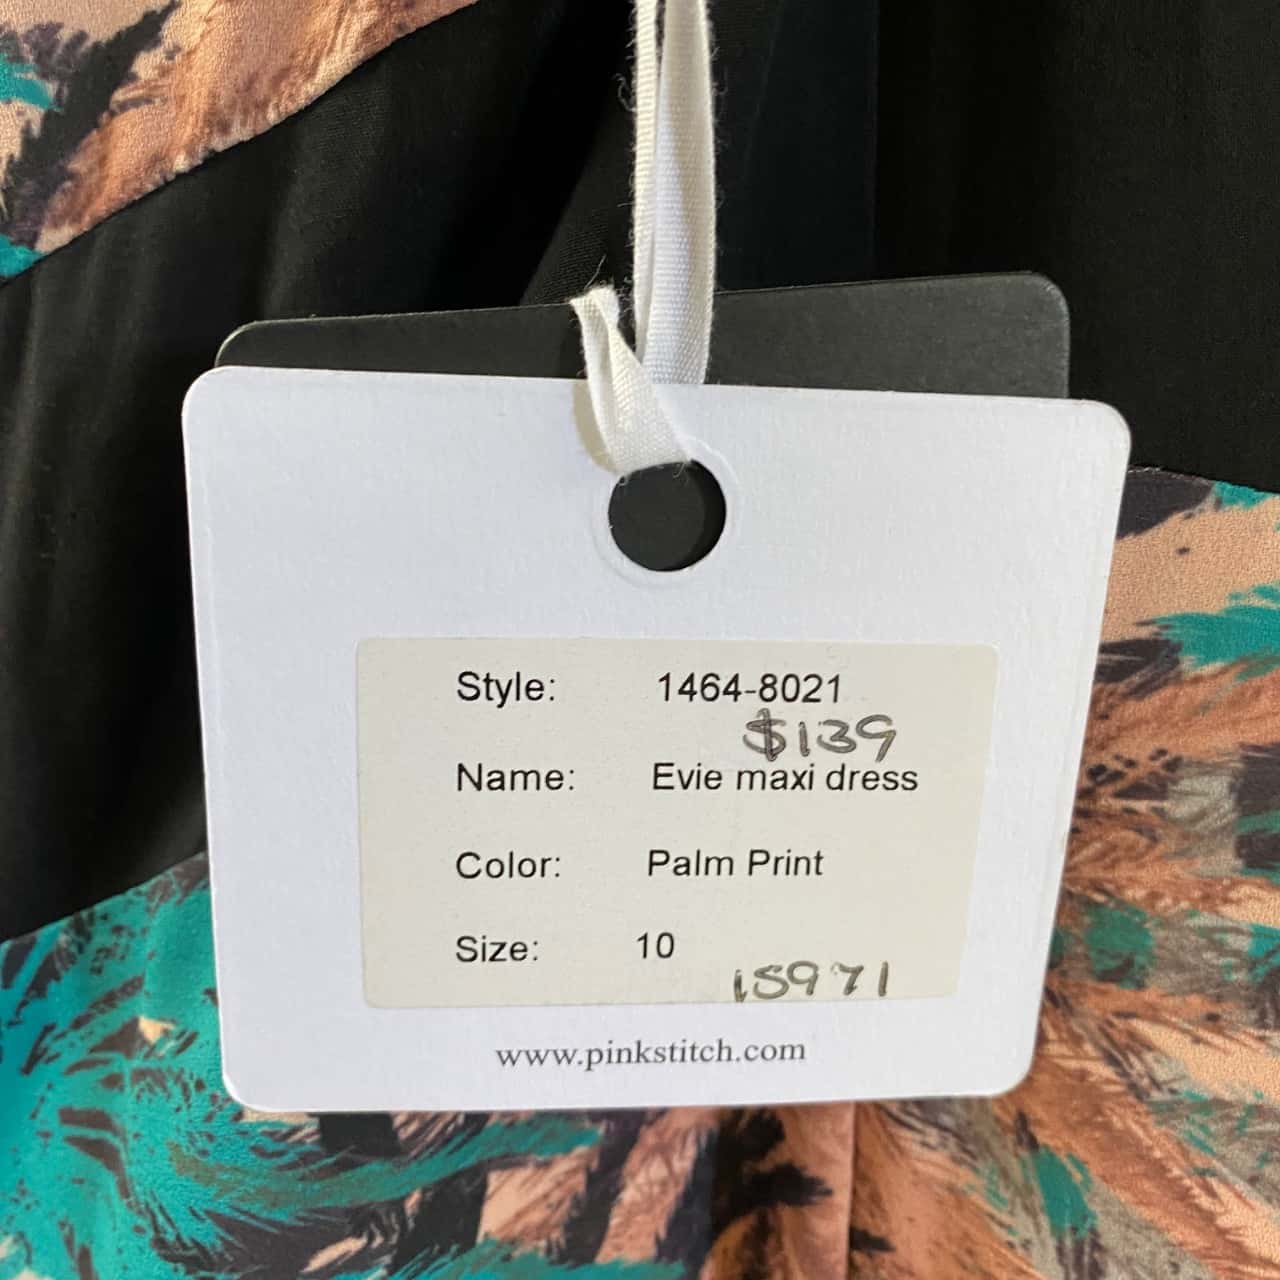 Style: 1464-8021
$139
Name: Evie maxi dress
Color: Palm Print
Size: 10
15971
www.pinkstitch.com